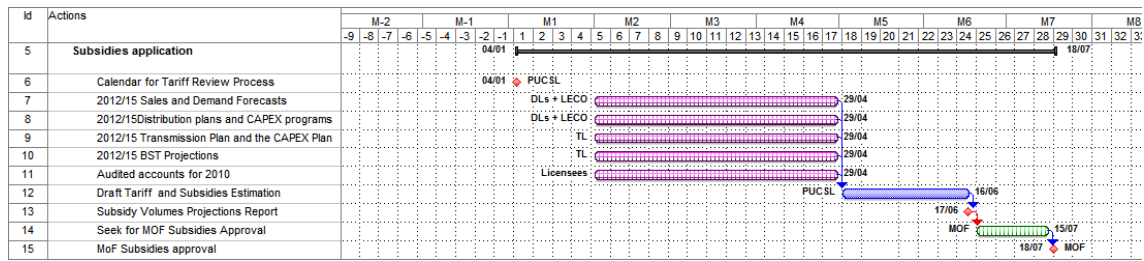 Id Actions M-2 M-1 M1 M2 M3 M4 M5 M6 M7 M8
-9 -8 -7 -6 -5 -4 -3 -2 -1 1 2 3 4 5 6 7 8 9 10 11 12 13 14 15 16 17 18 19 20 21 22 23 24 25 26 27 28 29 30 31 32 33
5 Subsidies application 04/01 18/07
6 Calendar for Tariff Review Process 04/01 PUCSL
7 2012/15 Sales and Demand Forecasts DLs + LECO 29/04
8 2012/15Distribution plans and CAPEX programs DLs + LECO 29/04
9 2012/15 Transmission Plan and the CAPEX Plan TL 29/04
10 2012/15 BST Projections TL 29/04
11 Audited accounts for 2010 Licensees 29/04
12 Draft Tariff and Subsidies Estimation PUCSL 16/06
13 Subsidy Volumes Projections Report 17/06
14 Seek for MOF Subsidies Approval MOF 15/07
15 MoF Subsidies approval 18/07 MOF